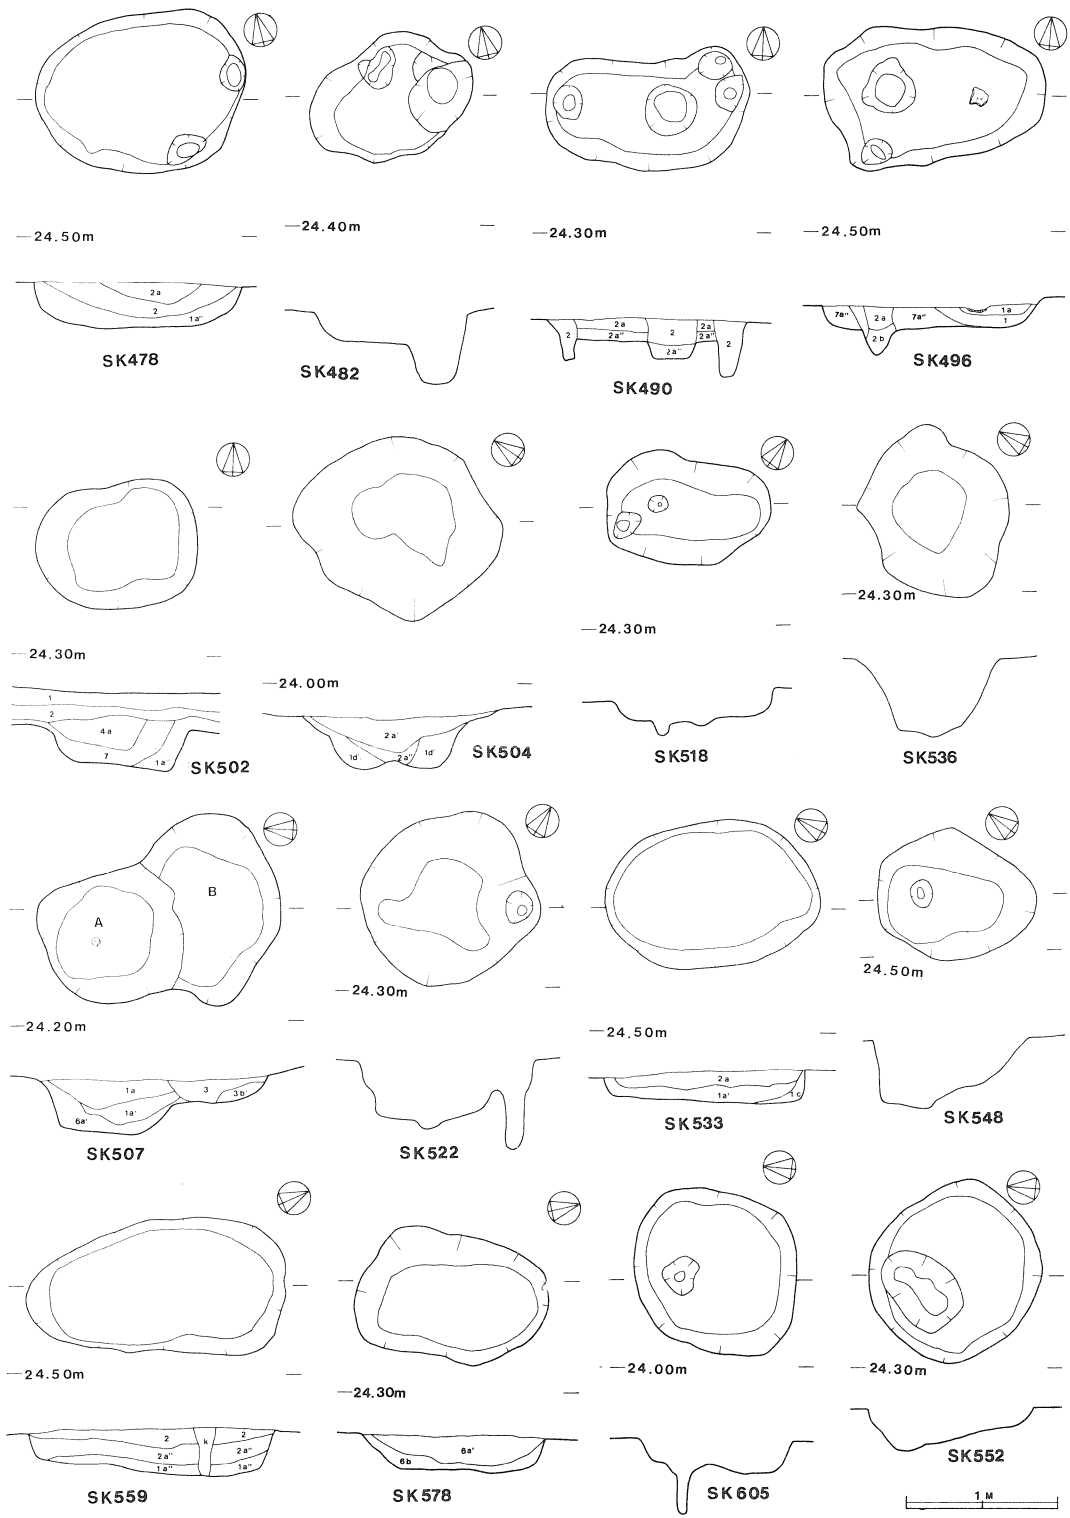 24.50m
2a
2
1a''
SK478
24.40m
SK482
24.30m
2 2a 2a'' 2 2a'' 2a 2a'' 2
SK490
24.50m
7a'' 2a 2b 7a'' 1a 1
SK496
24.30m
1
2
4a
7 1a''
SK502
24.00m
2a'
1d' 2a'' 1d'
SK504
24.30m
SK518
24.30m
SK536
A B
24.20m
1a 3 3b'
1a'
6a'
SK507
24.30m
SK522
24.50m
2a
1a' 1c
SK533
24.50m
SK548
24.50m
2 k 2
2a'' 2a''
1a'' 1a''
SK559
24.30m
6a'
6b
SK578
24.00m
SK605
24.30m
SK552
1 M